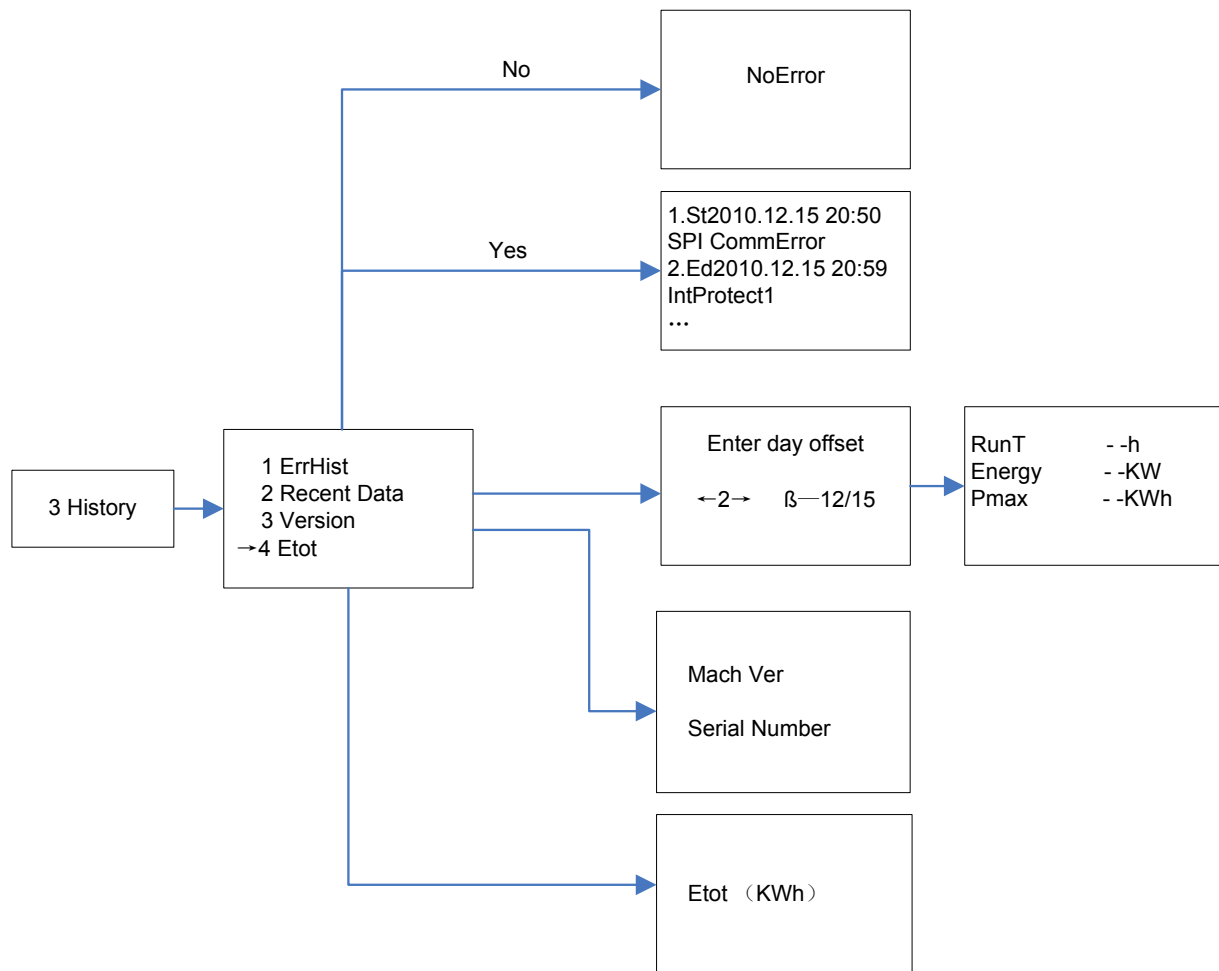 No
NoError
Yes
1.St2010.12.15 20:50
SPI CommError
2.Ed2010.12.15 20:59
IntProtect1
...
3 History
1 ErrHist
2 Recent Data
3 Version
→4 Etot
Enter day offset
←2→ ß—12/15
RunT - -h
Energy - -KW
Pmax - -KWh
Mach Ver
Serial Number
Etot （KWh）